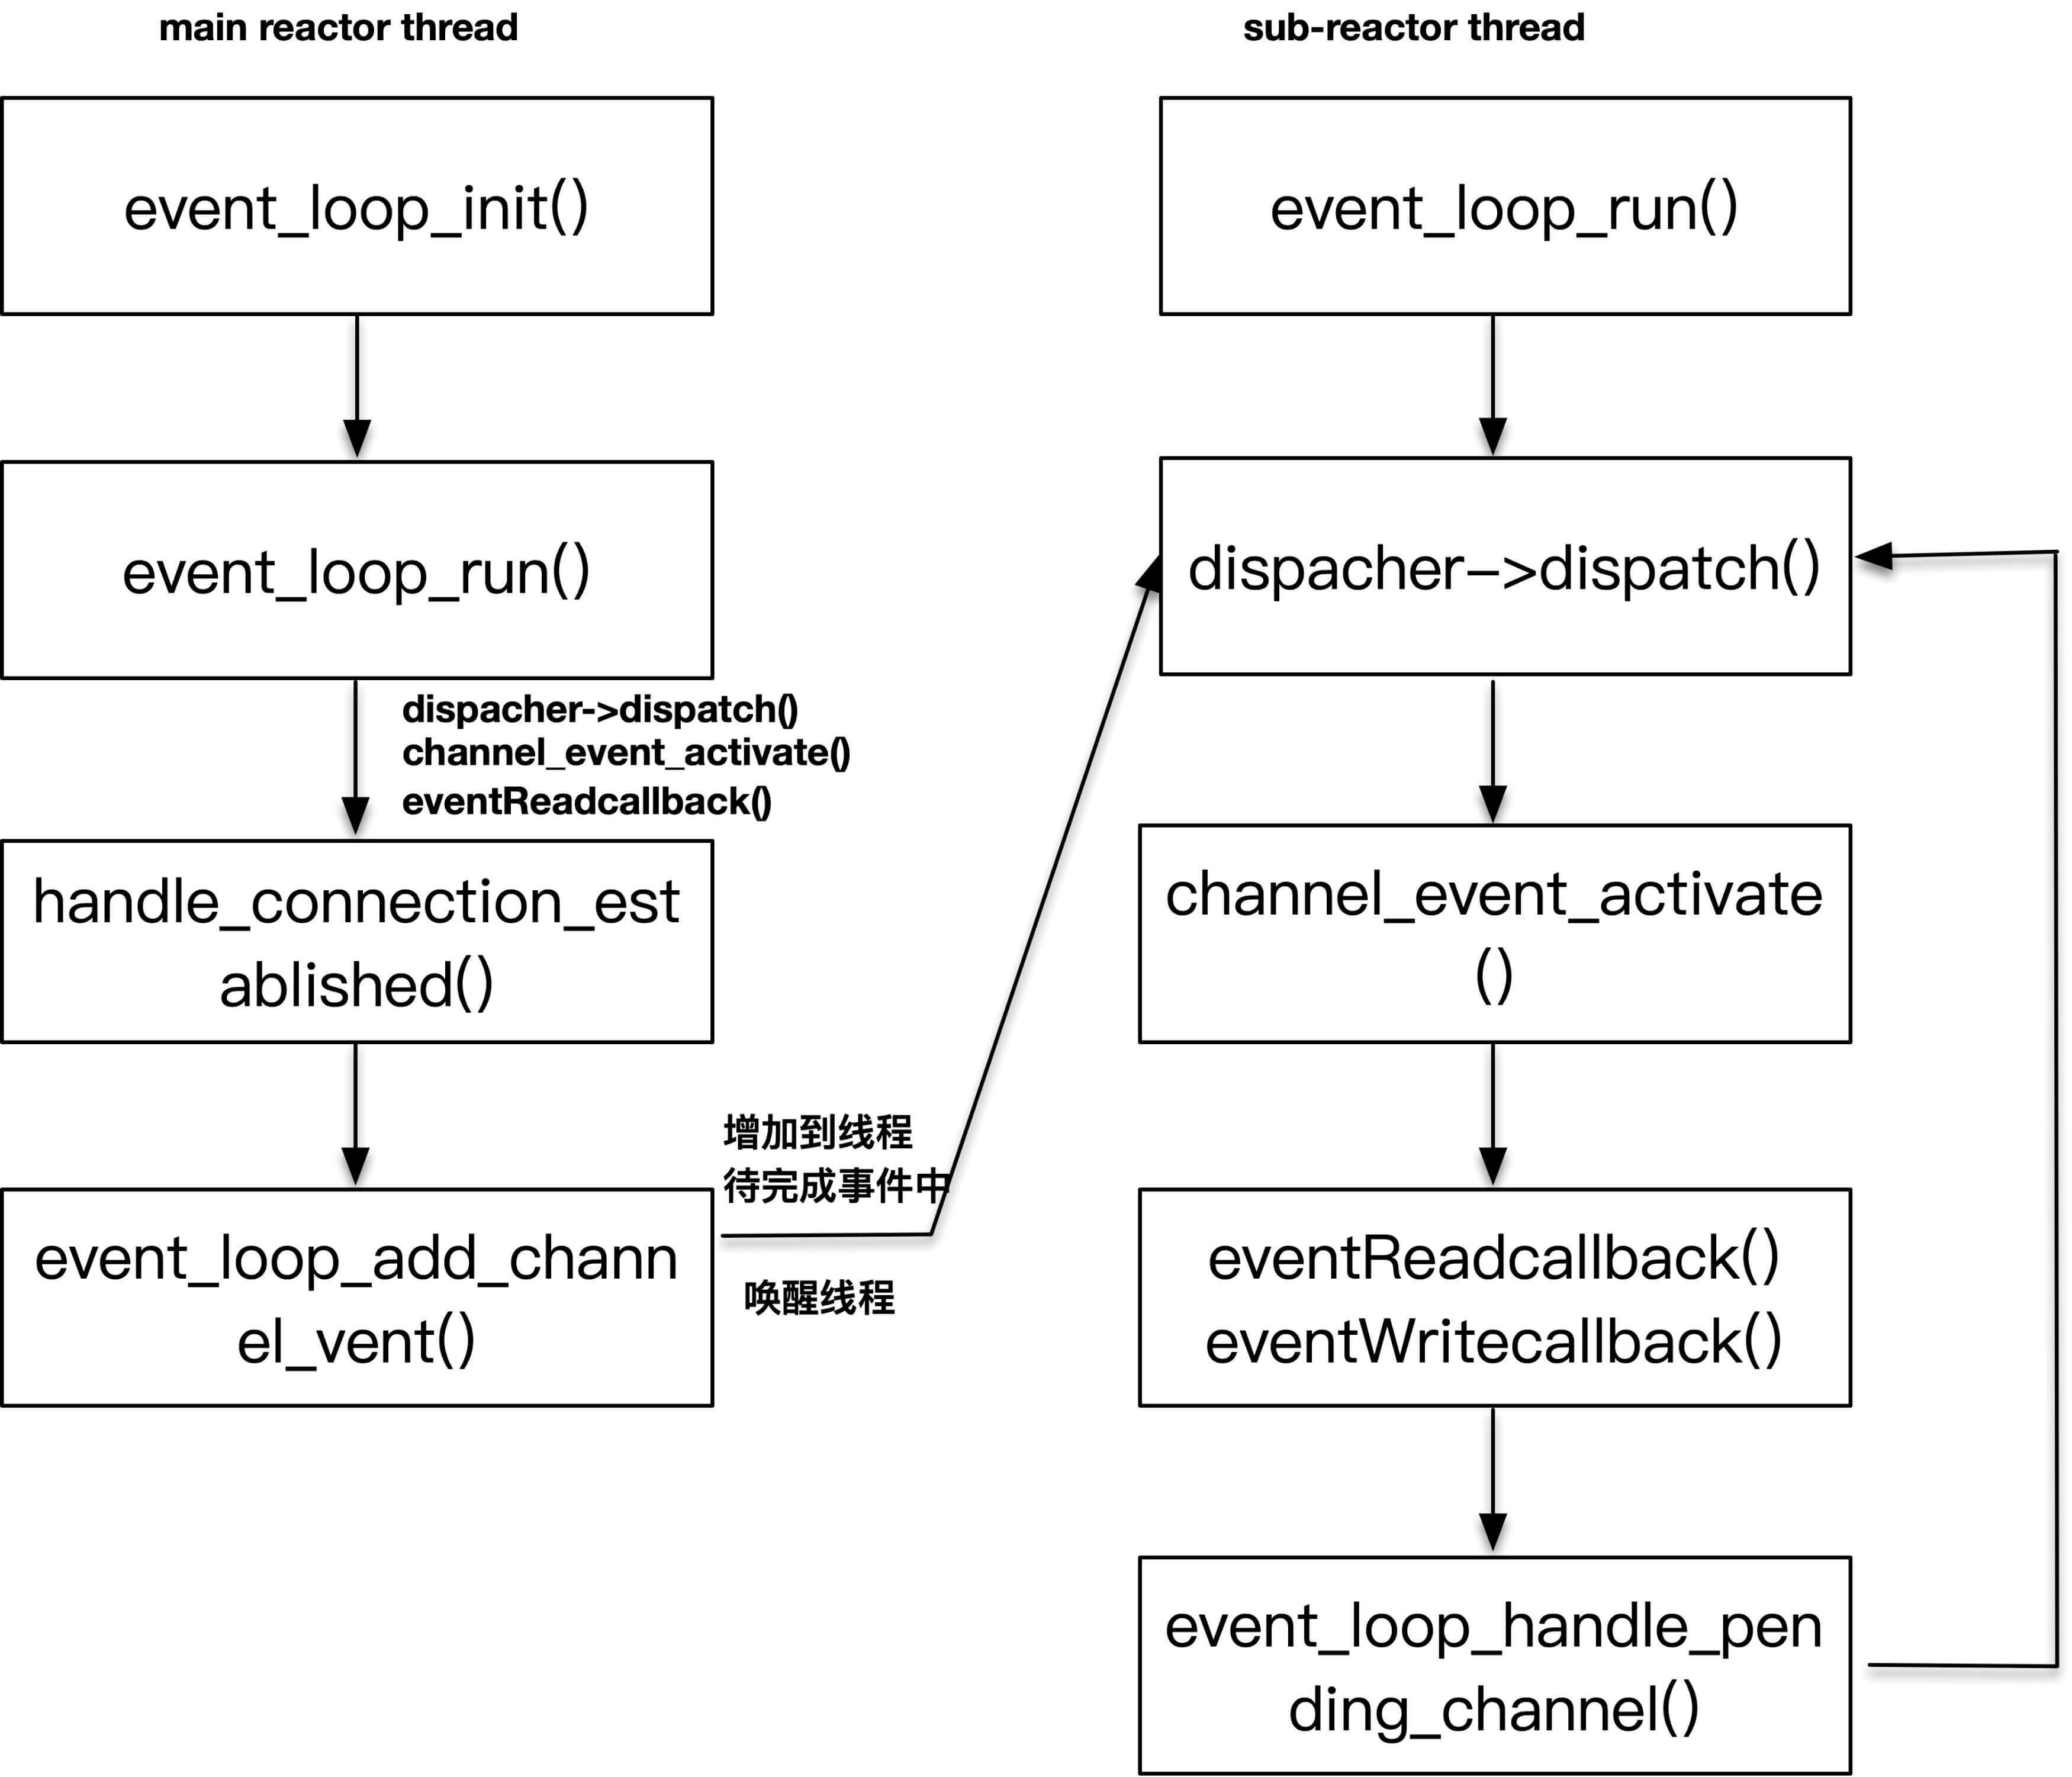 main reactor thread
event_loop_init()
event_loop_run()
dispacher->dispatch()
channel_event_activate()
eventReadcallback()
handle_connection_est
ablished()
event_loop_add_chann
el_vent()
增加到线程
待完成事件中
唤醒线程
sub-reactor thread
event_loop_run()
dispacher–>dispatch()
channel_event_activate
()
eventReadcallback()
eventWritecallback()
event_loop_handle_pen
ding_channel()